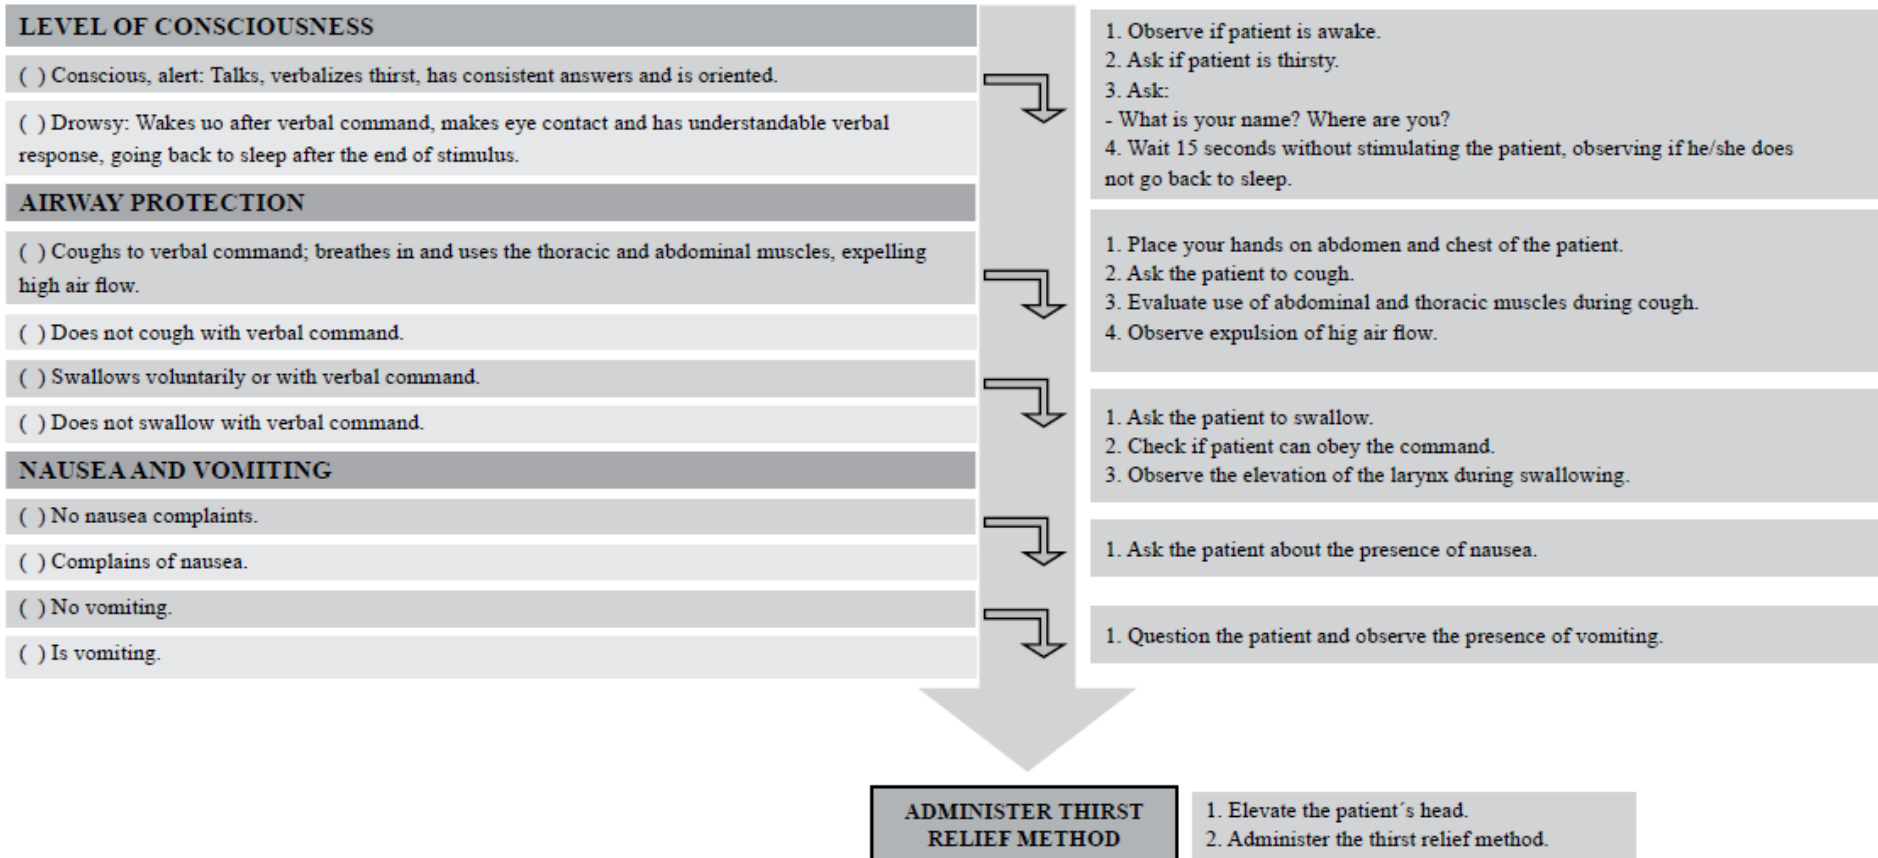 LEVEL OF CONSCIOUSNESS
( ) Conscious, alert: Talks, verbalizes thirst, has consistent answers and is oriented.
( ) Drowsy: Wakes uo after verbal command, makes eye contact and has understandable verbal
response, going back to sleep after the end of stimulus.
1. Observe if patient is awake.
2. Ask if patient is thirsty.
3. Ask:
- What is your name? Where are you?
4. Wait 15 seconds without stimulating the patient, observing if he/she does
not go back to sleep.
AIRWAY PROTECTION
( ) Coughs to verbal command; breathes in and uses the thoracic and abdominal muscles, expelling
high air flow.
( ) Does not cough with verbal command.
1. Place your hands on abdomen and chest of the patient.
2. Ask the patient to cough.
3. Evaluate use of abdominal and thoracic muscles during cough.
4. Observe expulsion of hig air flow.
( ) Swallows voluntarily or with verbal command.
( ) Does not swallow with verbal command.
1. Ask the patient to swallow.
2. Check if patient can obey the command.
3. Observe the elevation of the larynx during swallowing.
NAUSEA AND VOMITING
( ) No nausea complaints.
( ) Complains of nausea.
1. Ask the patient about the presence of nausea.
( ) No vomiting.
( ) Is vomiting.
1. Question the patient and observe the presence of vomiting.
ADMINISTER THIRST
RELIEF METHOD
1. Elevate the patient´s head.
2. Administer the thirst relief method.